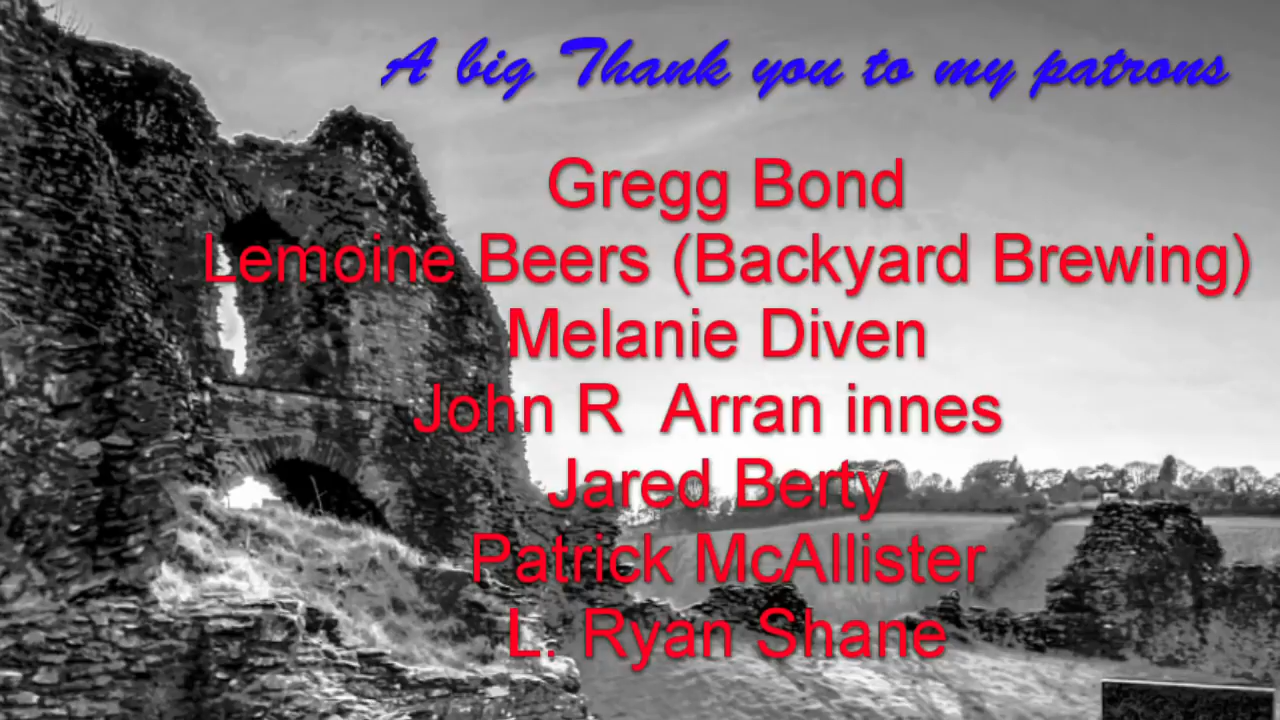 A big Thank you to my patrons
Gregg Bond
Lemoine Beers (Backyard Brewing)
Melanie Diven
John R  Arran innes
Jared Berty
Patrick McAllister
L. Ryan Shane